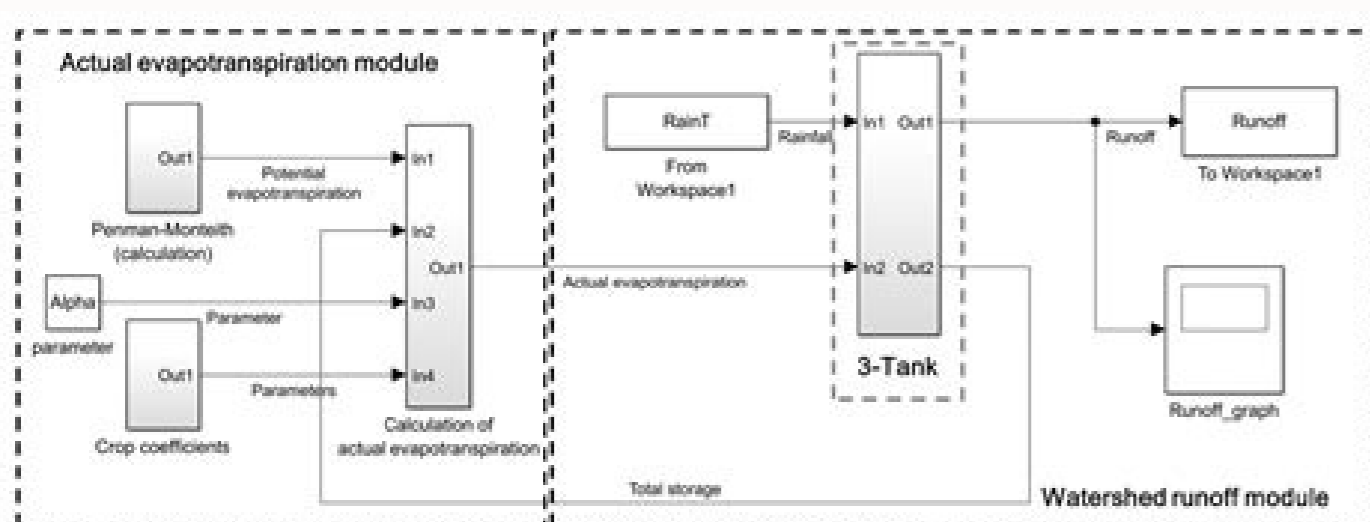 Actual evapotranspiration module
Out1
Potential
evapotranspiration
Penman-Monteith
(calculation)
Alpha
parameter
Parameter
Out1
Parameters
Crop coefficients
In1
In2
Out1
In3
In4
Calculation of
actual evapotranspiration
RainT
Rainfall
From
Workspace1
Actual evapotranspiration
In1 Out1
In2 Out2
3-Tank
Runoff
Runoff
To Workspace1
Runoff_graph
Total storage
Watershed runoff module